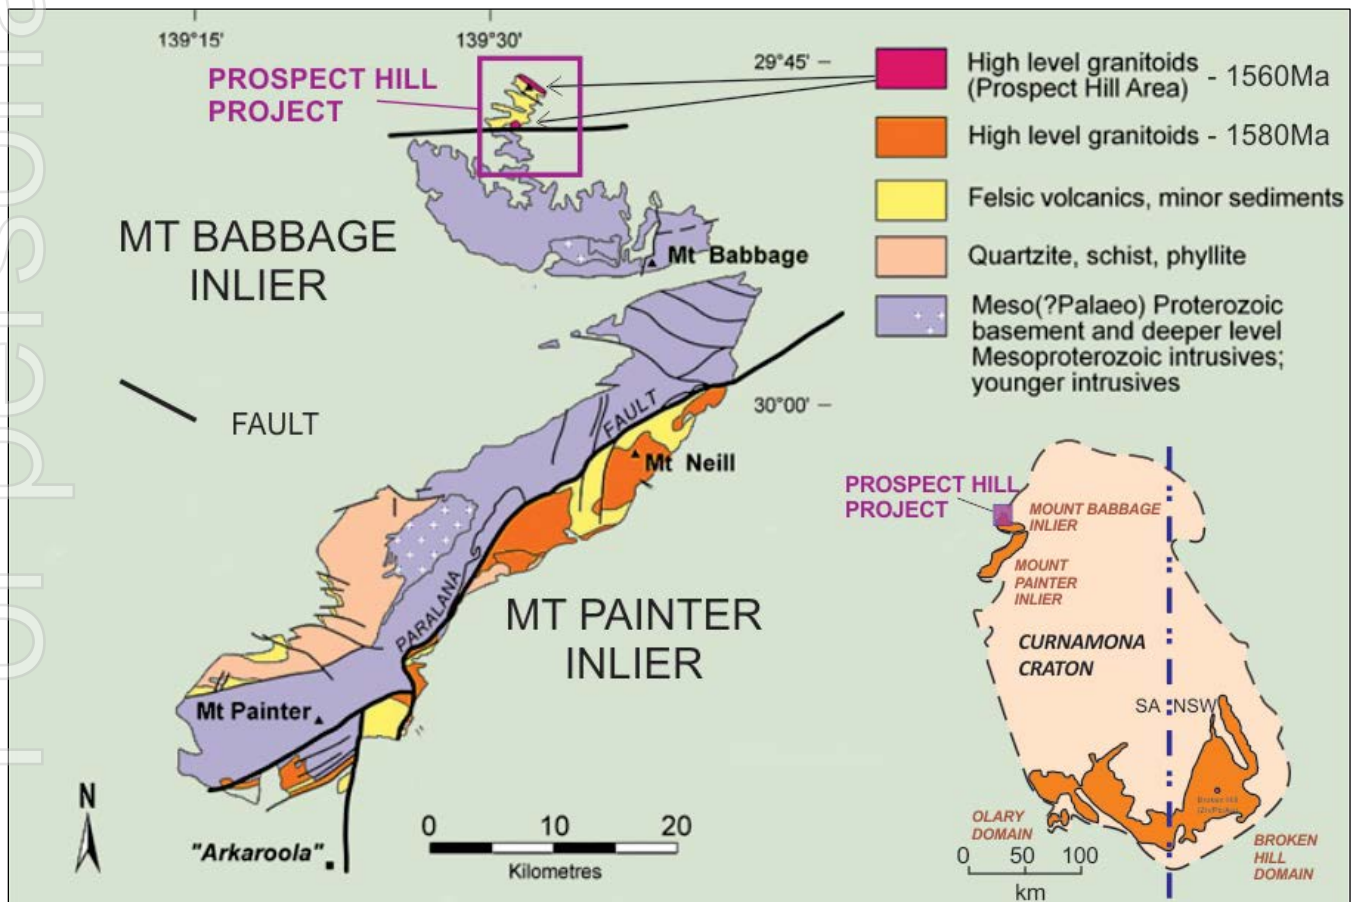 For personal
139°15'
139°30'
29°45'
PROSPECT HILL
PROJECT
High level granitoids
(Prospect Hill Area)
- 1560Ma
High level granitoids - 1580Ma
Felsic volcanics, minor sediments
Quartzite, schist, phyllite
Meso(?Palaeo) Proterozoic
basement and deeper level
Mesoproterozoic intrusives;
younger intrusives
MT BABBAGE
INLIER
Mt Babbage
30°00'
FAULT
FAULT
Mt Neill
PARALANA
MT PAINTER
INLIER
Mt Painter
N
"Arkaroola"
0 10 20
Kilometres
PROSPECT HILL
PROJECT
MOUNT BABBAGE
INLIER
MOUNT
PAINTER
INLIER
CURNAMONA
CRATON
SA NSW
Broken Hill
OLARY
DOMAIN
BROKEN
HILL
DOMAIN
0 50 100
km